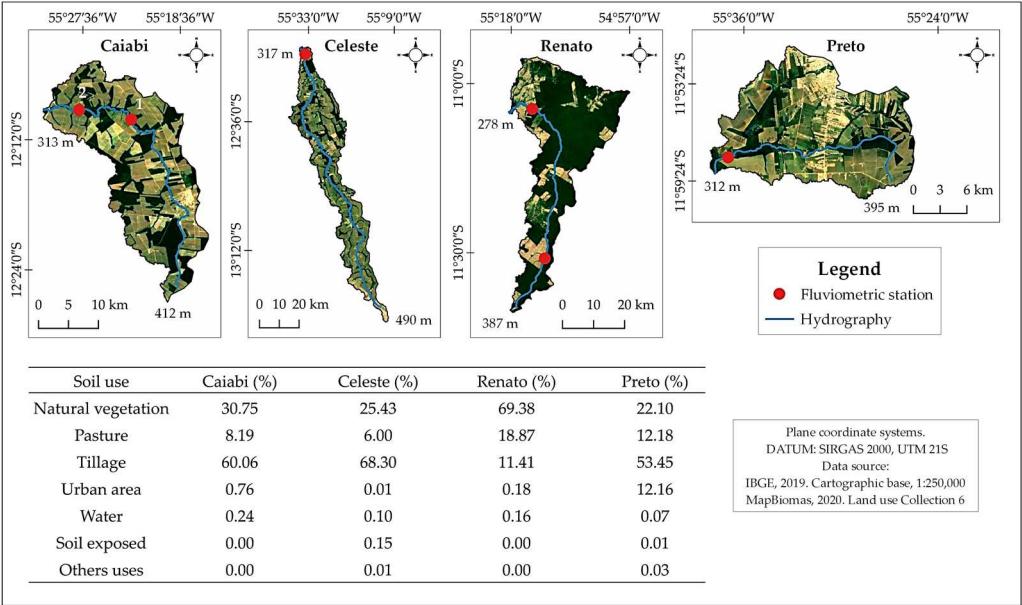 55°27'36"W 55°18'36"W 55°33'0"W 55°9'0"W 55°18'0"W 54°57'0"W 55°36'0"W 55°24'0"W
Caiabi
2
1
313 m
412 m
12°12'0"S
12°24'0"S
0 5 10 km
Celeste
317 m
490 m
12°36'0"S
13°12'0"S
0 10 20 km
Renato
278 m
387 m
11°0'0"S
11°30'0"S
0 10 20 km
Preto
312 m
395 m
11°53'24"S
11°59'24"S
0 3 6 km
Legend
Fluviometric station
Hydrography
Soil use Caiabi (%) Celeste (%) Renato (%) Preto (%)
Natural vegetation 30.75 25.43 69.38 22.10
Pasture 8.19 6.00 18.87 12.18
Tillage 60.06 68.30 11.41 53.45
Urban area 0.76 0.01 0.18 12.16
Water 0.24 0.10 0.16 0.07
Soil exposed 0.00 0.15 0.00 0.01
Others uses 0.00 0.01 0.00 0.03
Plane coordinate systems.
DATUM: SIRGAS 2000, UTM 21S
Data source:
IBGE, 2019. Cartographic base, 1:250,000
MapBiomas, 2020. Land use Collection 6